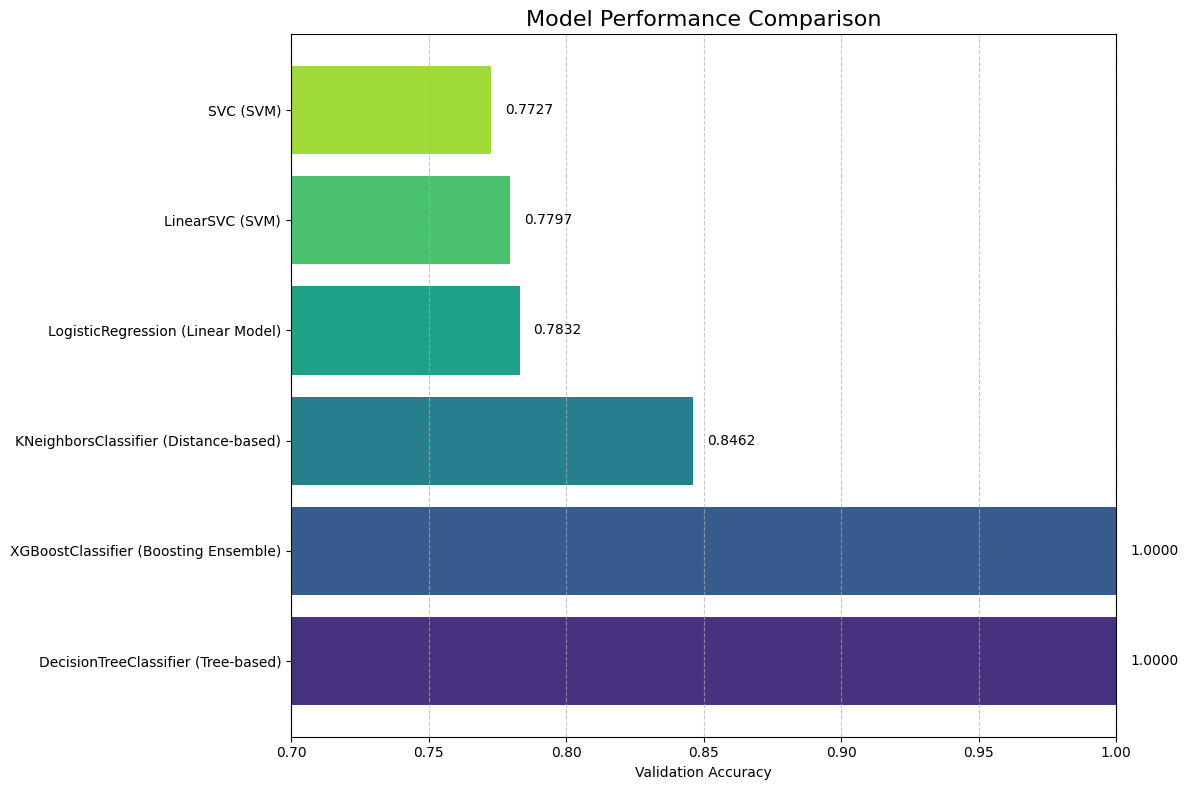 Model Performance Comparison
SVC (SVM)
0.7727
LinearSVC (SVM)
0.7797
LogisticRegression (Linear Model)
0.7832
KNeighborsClassifier (Distance-based)
0.8462
XGBoostClassifier (Boosting Ensemble)
1.0000
DecisionTreeClassifier (Tree-based)
1.0000
0.70 0.75 0.80 0.85 0.90 0.95 1.00
Validation Accuracy